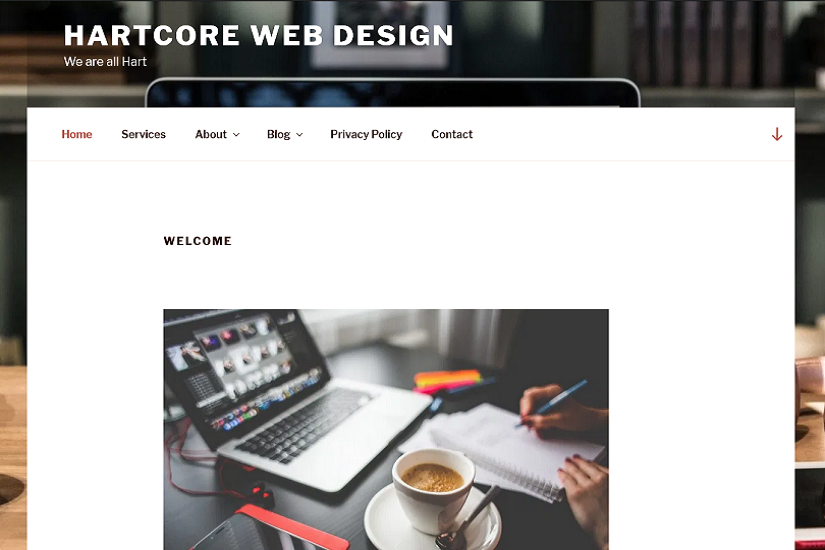 HARTCORE WEB DESIGN
We are all Hart
Home Services About Blog Privacy Policy Contact
WELCOME